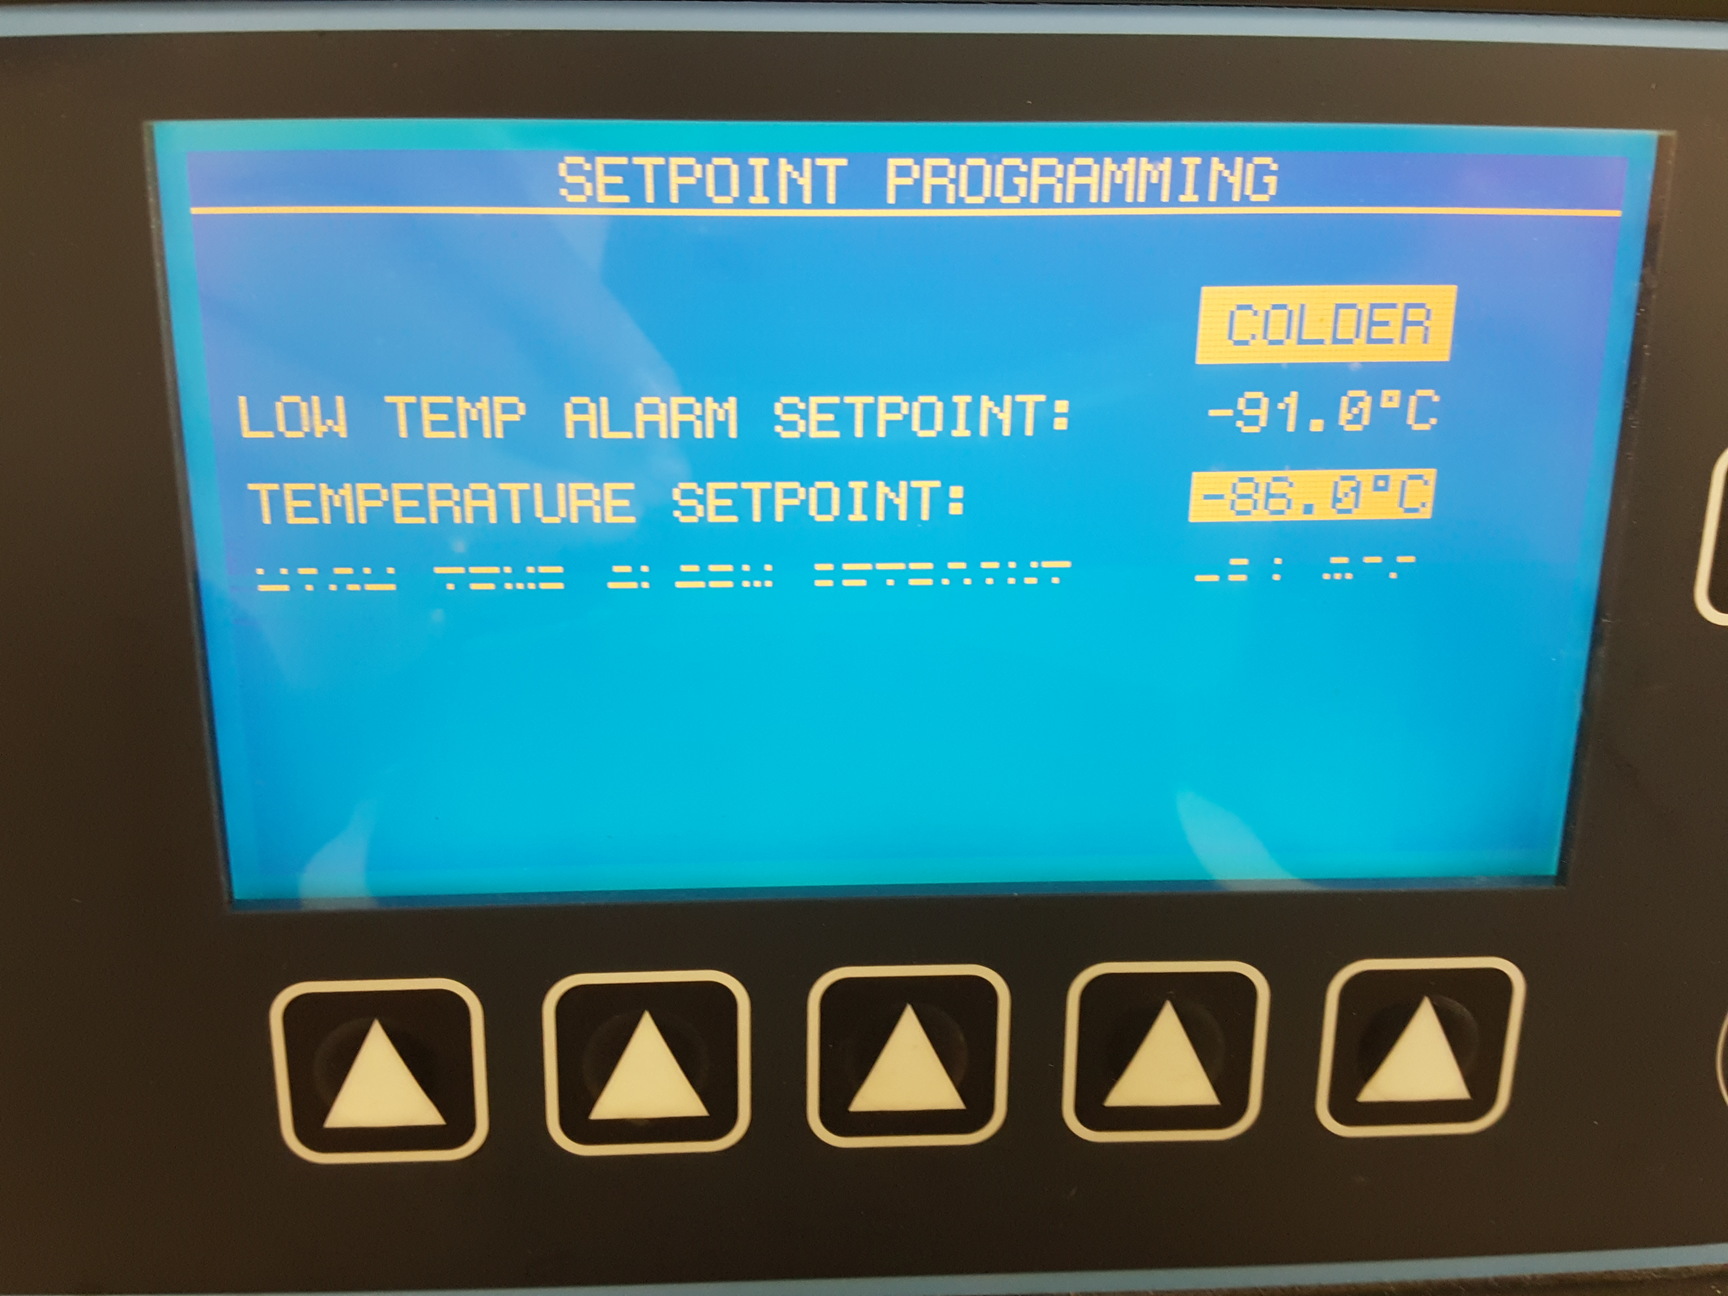 SETPOINT PROGRAMMING
COLDER
LOW TEMP ALARM SETPOINT: -91.0°C
TEMPERATURE SETPOINT: -86.0°C